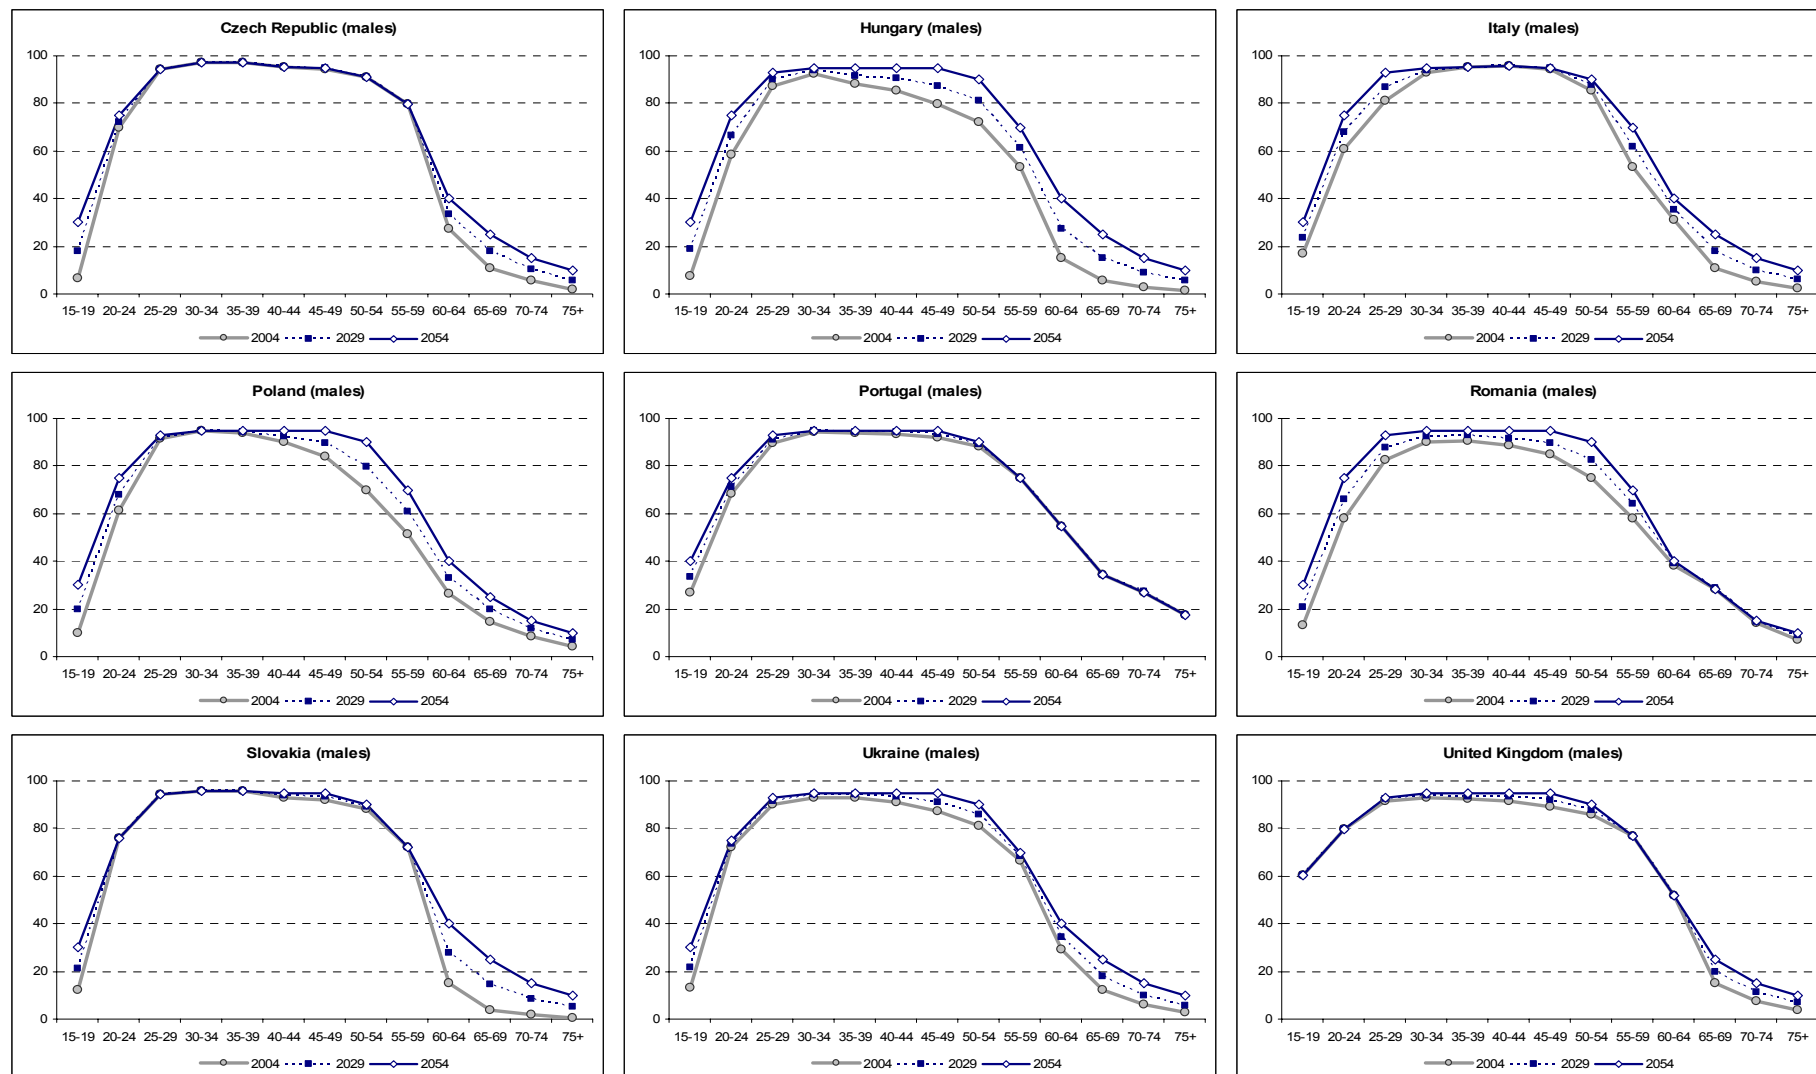 Czech Republic (males)
100
80
60
40
20
0
15-19 20-24 25-29 30-34 35-39 40-44 45-49 50-54 55-59 60-64 65-69 70-74 75+
2004 2029 2054
Hungary (males)
100
80
60
40
20
0
15-19 20-24 25-29 30-34 35-39 40-44 45-49 50-54 55-59 60-64 65-69 70-74 75+
2004 2029 2054
Italy (males)
100
80
60
40
20
0
15-19 20-24 25-29 30-34 35-39 40-44 45-49 50-54 55-59 60-64 65-69 70-74 75+
2004 2029 2054
Poland (males)
100
80
60
40
20
0
15-19 20-24 25-29 30-34 35-39 40-44 45-49 50-54 55-59 60-64 65-69 70-74 75+
2004 2029 2054
Portugal (males)
100
80
60
40
20
0
15-19 20-24 25-29 30-34 35-39 40-44 45-49 50-54 55-59 60-64 65-69 70-74 75+
2004 2029 2054
Romania (males)
100
80
60
40
20
0
15-19 20-24 25-29 30-34 35-39 40-44 45-49 50-54 55-59 60-64 65-69 70-74 75+
2004 2029 2054
Slovakia (males)
100
80
60
40
20
0
15-19 20-24 25-29 30-34 35-39 40-44 45-49 50-54 55-59 60-64 65-69 70-74 75+
2004 2029 2054
Ukraine (males)
100
80
60
40
20
0
15-19 20-24 25-29 30-34 35-39 40-44 45-49 50-54 55-59 60-64 65-69 70-74 75+
2004 2029 2054
United Kingdom (males)
100
80
60
40
20
0
15-19 20-24 25-29 30-34 35-39 40-44 45-49 50-54 55-59 60-64 65-69 70-74 75+
2004 2029 2054